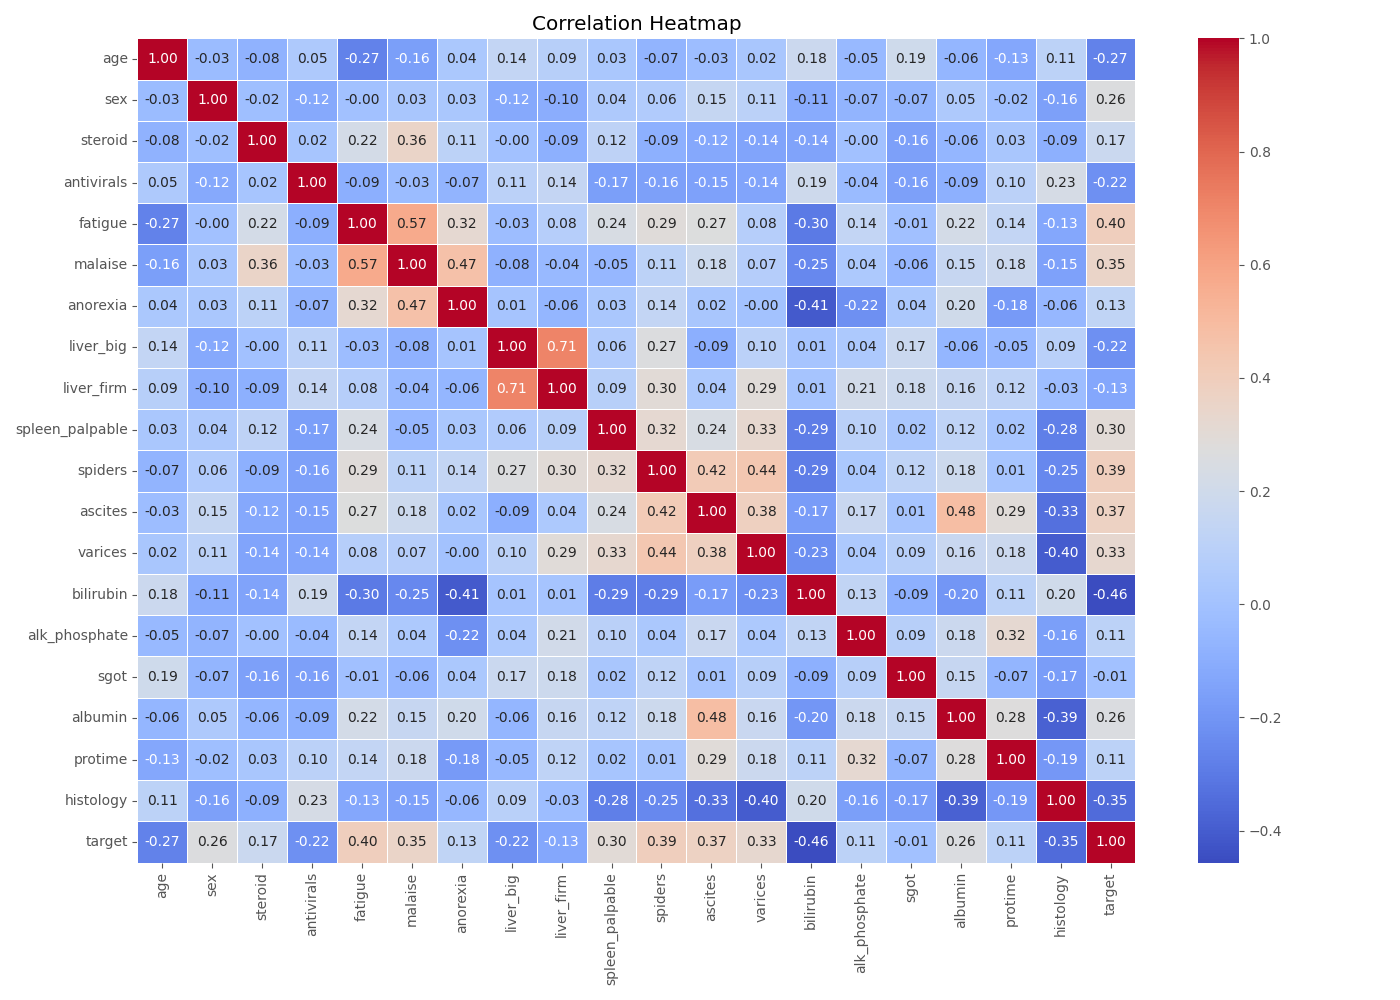 Correlation Heatmap
age 1.00 -0.03 -0.08 0.05 -0.27 -0.16 0.04 0.14 0.09 0.03 -0.07 -0.03 0.02 0.18 -0.05 0.19 -0.06 -0.13 0.11 -0.27
sex -0.03 1.00 -0.02 -0.12 -0.00 0.03 0.03 -0.12 -0.10 0.04 0.06 0.15 0.11 -0.11 -0.07 -0.07 0.05 -0.02 -0.16 0.26
steroid -0.08 -0.02 1.00 0.02 0.22 0.36 0.11 -0.00 -0.09 0.12 -0.09 -0.12 -0.14 -0.14 -0.00 -0.16 -0.06 0.03 -0.09 0.17
antivirals 0.05 -0.12 0.02 1.00 -0.09 -0.03 -0.07 0.11 0.14 -0.17 -0.16 -0.15 -0.14 0.19 -0.04 -0.16 -0.09 0.10 0.23 -0.22
fatigue -0.27 -0.00 0.22 -0.09 1.00 0.57 0.32 -0.03 0.08 0.24 0.29 0.27 0.08 -0.30 0.14 -0.01 0.22 0.14 -0.13 0.40
malaise -0.16 0.03 0.36 -0.03 0.57 1.00 0.47 -0.08 -0.04 -0.05 0.11 0.18 0.07 -0.25 0.04 -0.06 0.15 0.18 -0.15 0.35
anorexia 0.04 0.03 0.11 -0.07 0.32 0.47 1.00 0.01 -0.06 0.03 0.14 0.02 -0.00 -0.41 -0.22 0.04 0.20 -0.18 -0.06 0.13
liver_big 0.14 -0.12 -0.00 0.11 -0.03 -0.08 0.01 1.00 0.71 0.06 0.27 -0.09 0.10 0.01 0.04 0.17 -0.06 -0.05 0.09 -0.22
liver_firm 0.09 -0.10 -0.09 0.14 0.08 -0.04 -0.06 0.71 1.00 0.09 0.30 0.04 0.29 0.01 0.21 0.18 0.16 0.12 -0.03 -0.13
spleen_palpable 0.03 0.04 0.12 -0.17 0.24 -0.05 0.03 0.06 0.09 1.00 0.32 0.24 0.33 -0.29 0.10 0.02 0.12 0.02 -0.28 0.30
spiders -0.07 0.06 -0.09 -0.16 0.29 0.11 0.14 0.27 0.30 0.32 1.00 0.42 0.44 -0.29 0.04 0.12 0.18 0.01 -0.25 0.39
ascites -0.03 0.15 -0.12 -0.15 0.27 0.18 0.02 -0.09 0.04 0.24 0.42 1.00 0.38 -0.17 0.17 0.01 0.48 0.29 -0.33 0.37
varices 0.02 0.11 -0.14 -0.14 0.08 0.07 -0.00 0.10 0.29 0.33 0.44 0.38 1.00 -0.23 0.04 0.09 0.16 0.18 -0.40 0.33
bilirubin 0.18 -0.11 -0.14 0.19 -0.30 -0.25 -0.41 0.01 0.01 -0.29 -0.29 -0.17 -0.23 1.00 0.13 -0.09 -0.20 0.11 0.20 -0.46
alk_phosphate -0.05 -0.07 -0.00 -0.04 0.14 0.04 -0.22 0.04 0.21 0.10 0.04 0.17 0.04 0.13 1.00 0.09 0.18 0.32 -0.16 0.11
sgot 0.19 -0.07 -0.16 -0.16 -0.01 -0.06 0.04 0.17 0.18 0.02 0.12 0.01 0.09 -0.09 0.09 1.00 0.15 -0.07 -0.17 -0.01
albumin -0.06 0.05 -0.06 -0.09 0.22 0.15 0.20 -0.06 0.16 0.12 0.18 0.48 0.16 -0.20 0.18 0.15 1.00 0.28 -0.39 0.26
protime -0.13 -0.02 0.03 0.10 0.14 0.18 -0.18 -0.05 0.12 0.02 0.01 0.29 0.18 0.11 0.32 -0.07 0.28 1.00 -0.19 0.11
histology 0.11 -0.16 -0.09 0.23 -0.13 -0.15 -0.06 0.09 -0.03 -0.28 -0.25 -0.33 -0.40 0.20 -0.16 -0.17 -0.39 -0.19 1.00 -0.35
target -0.27 0.26 0.17 -0.22 0.40 0.35 0.13 -0.22 -0.13 0.30 0.39 0.37 0.33 -0.46 0.11 -0.01 0.26 0.11 -0.35 1.00
age sex steroid antivirals fatigue malaise anorexia liver_big liver_firm spleen_palpable spiders ascites varices bilirubin alk_phosphate sgot albumin protime histology target
1.0
0.8
0.6
0.4
0.2
0.0
−0.2
−0.4